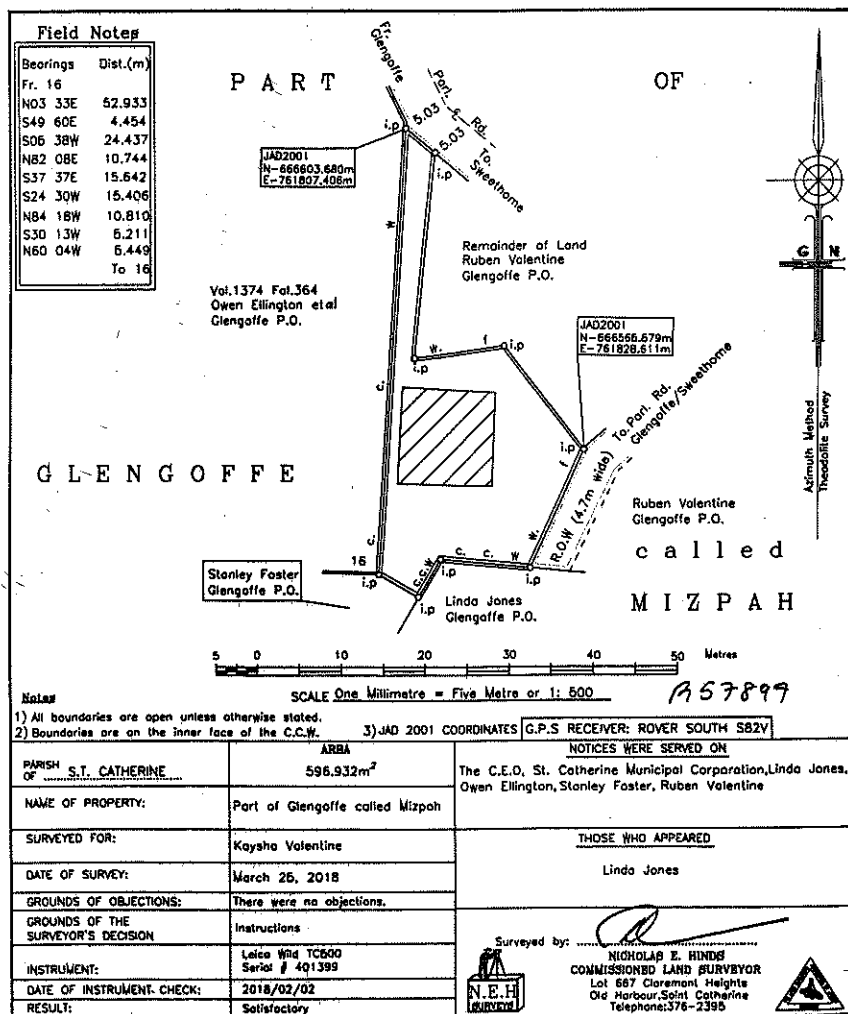 Field Notes
Bearings Dist.(m)
Fr. 16
N03 33E 52.933
S49 60E 4.454
S06 38W 24.437
N82 08E 10.744
S37 37E 15.642
S24 30W 15.406
N84 18W 10.810
S30 13W 5.211
N60 04W 5.449
To 16
PART OF
Fr. Glengoffe
Parl. Rd.
To. Sweethome
5.03 5.03
i.p
i.p
JAD2001
N-666603.680m
E-761807.406m
w
Remainder of Land
Ruben Valentine
Glengoffe P.O.
Vol.1374 Fol.364
Owen Ellington etal
Glengoffe P.O.
G N
JAD2001
N-666566.679m
E-761828.611m
w. f i.p
i.p
c.
To Parl. Rd.
Glengoffe/Sweethome
i.p
f
Azimuth Method
Theodolite Survey
GLENGOFFE
R.O.W (4.7m Wide)
w.
Ruben Valentine
Glengoffe P.O.
called
MIZPAH
c.
16
i.p
Stanley Foster
Glengoffe P.O.
c.c.w
i.p
c. c. w
i.p
i.p
Linda Jones
Glengoffe P.O.
5 0 10 20 30 40 50 Metres
SCALE One Millimetre = Five Metre or 1: 500
R57899
Notes
1) All boundaries are open unless otherwise stated.
2) Boundaries are on the inner face of the C.C.W. 3) JAD 2001 COORDINATES G.P.S RECEIVER: ROVER SOUTH S82V
PARISH OF S.T. CATHERINE
AREA
596.932m²
NOTICES WERE SERVED ON
The C.E.O, St. Catherine Municipal Corporation,Linda Jones,
Owen Ellington,Stanley Foster, Ruben Valentine
NAME OF PROPERTY: Part of Glengoffe called Mizpah
SURVEYED FOR: Kaysha Valentine
THOSE WHO APPEARED
Linda Jones
DATE OF SURVEY: March 26, 2018
GROUNDS OF OBJECTIONS: There were no objections.
GROUNDS OF THE
SURVEYOR'S DECISION Instructions
INSTRUMENT: Leica Wild TC600
Serial # 401399
DATE OF INSTRUMENT CHECK: 2018/02/02
RESULT: Satisfactory
Surveyed by:
NICHOLAS E. HINDS
COMMISSIONED LAND SURVEYOR
Lot 667 Claremont Heights
Old Harbour,Saint Catherine
Telephone:376-2395
N.E.H
SURVEYS